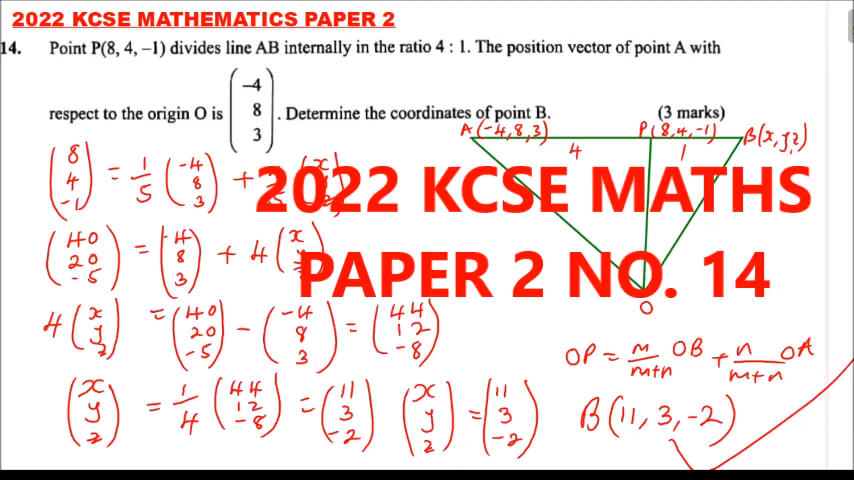 2022 KCSE MATHEMATICS PAPER 2
14. Point P(8, 4, –1) divides line AB internally in the ratio 4 : 1. The position vector of point A with
respect to the origin O is (–4 8 3). Determine the coordinates of point B. (3 marks)
A(-4,8,3) P(8,4,-1) B(x,y,z)
4 1
(8 4 -1) = 1/5 (-4 8 3) +
2022 KCSE MATHS
PAPER 2 NO. 14
(40 20 -5) = (-4 8 3) + 4 (x y z)
O
4 (x y z) = (40 20 -5) - (-4 8 3) = (44 12 -8)
OP = m/m+n OB + n/m+n OA
(x y z) = 1/4 (44 12 -8) = (11 3 -2) (x y z) = (11 3 -2)
B(11, 3, -2)